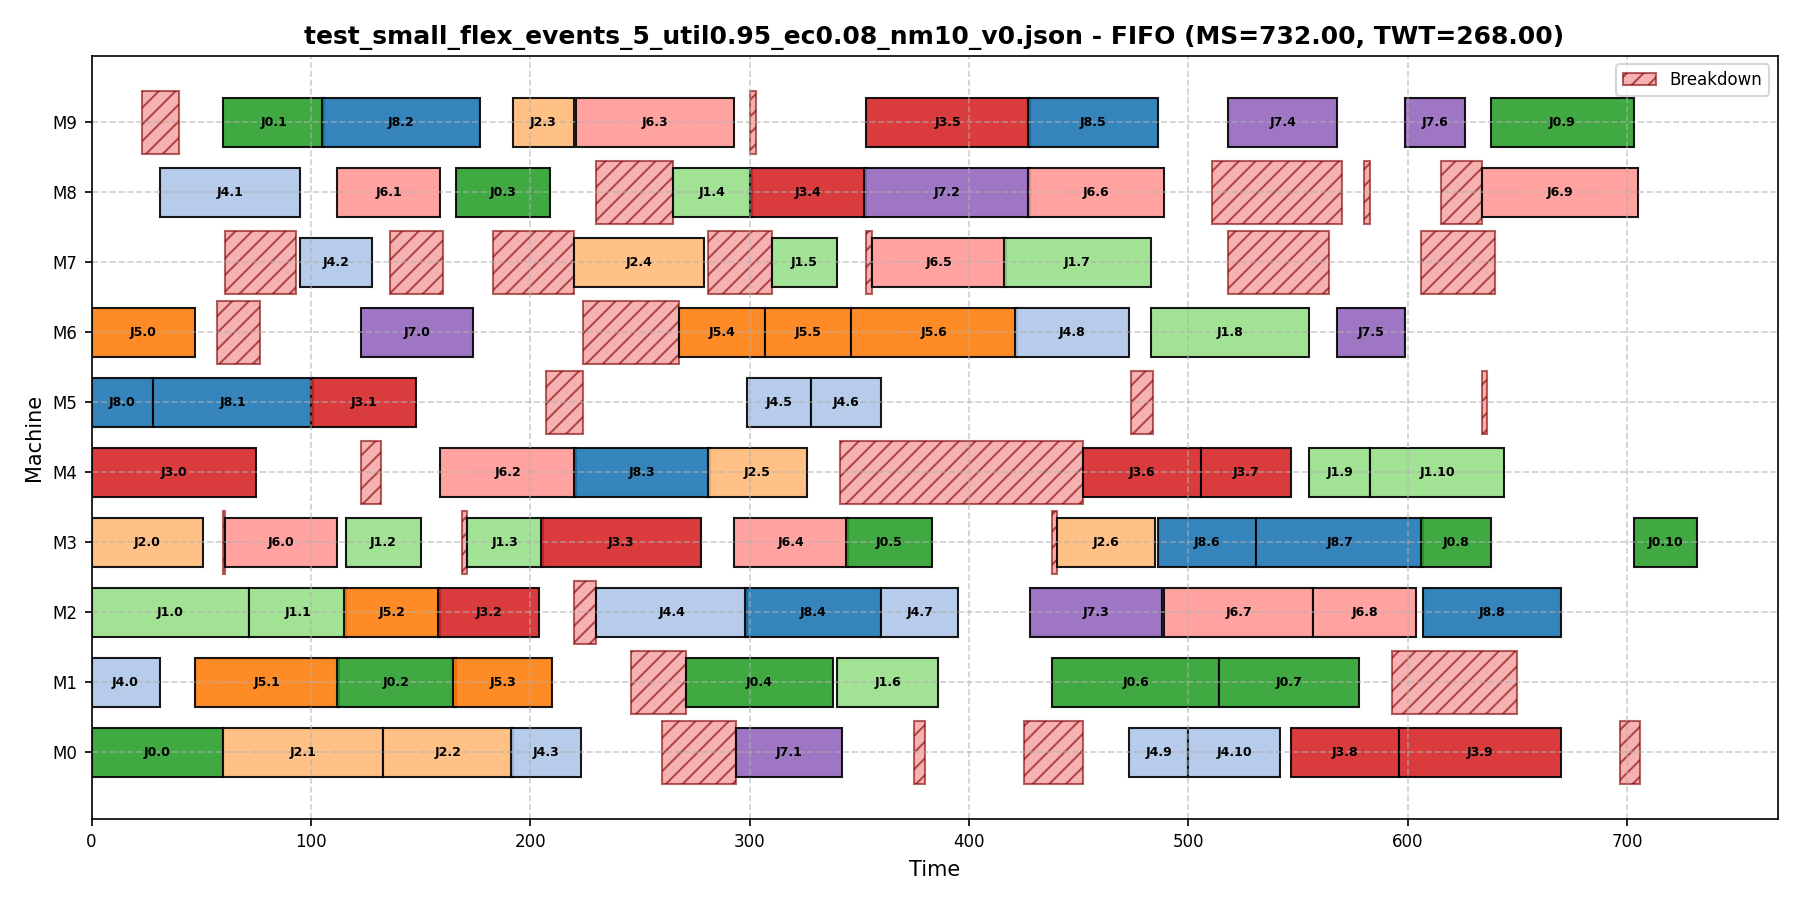 test_small_flex_events_5_util0.95_ec0.08_nm10_v0.json - FIFO (MS=732.00, TWT=268.00)
Breakdown
M9 J0.1 J8.2 J2.3 J6.3 J3.5 J8.5 J7.4 J7.6 J0.9
M8 J4.1 J6.1 J0.3 J1.4 J3.4 J7.2 J6.6 J6.9
M7 J4.2 J2.4 J1.5 J6.5 J1.7
M6 J5.0 J7.0 J5.4 J5.5 J5.6 J4.8 J1.8 J7.5
M5 J8.0 J8.1 J3.1 J4.5 J4.6
M4 J3.0 J6.2 J8.3 J2.5 J3.6 J3.7 J1.9 J1.10
M3 J2.0 J6.0 J1.2 J1.3 J3.3 J6.4 J0.5 J2.6 J8.6 J8.7 J0.8 J0.10
M2 J1.0 J1.1 J5.2 J3.2 J4.4 J8.4 J4.7 J7.3 J6.7 J6.8 J8.8
M1 J4.0 J5.1 J0.2 J5.3 J0.4 J1.6 J0.6 J0.7
M0 J0.0 J2.1 J2.2 J4.3 J7.1 J4.9 J4.10 J3.8 J3.9
Machine
0 100 200 300 400 500 600 700
Time